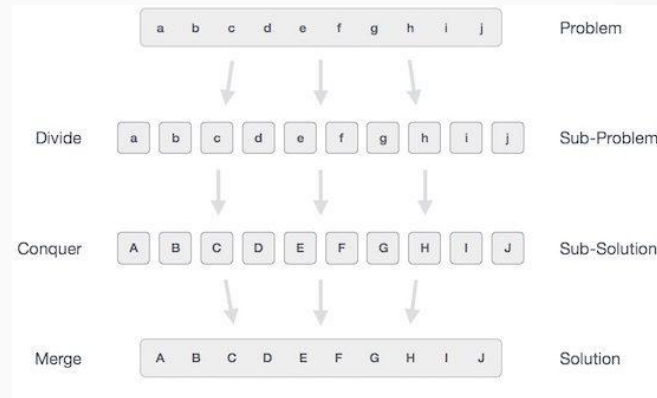 a b c d e f g h i j Problem
Divide a b c d e f g h i j Sub-Problem
Conquer A B C D E F G H I J Sub-Solution
Merge A B C D E F G H I J Solution